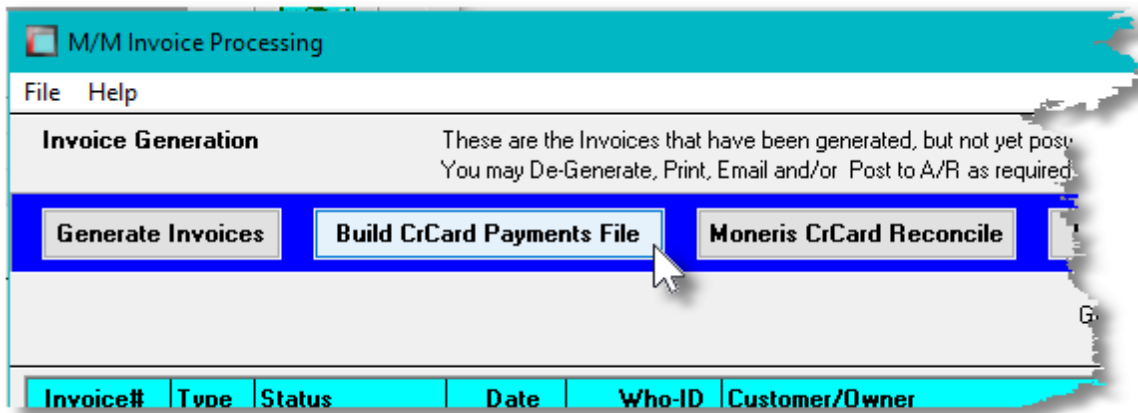 M/M Invoice Processing
File Help
Invoice Generation
These are the Invoices that have been generated, but not yet
You may De-Generate, Print, Email and/or Post to A/R as required
Generate Invoices Build CrCard Payments File Moneris CrCard Reconcile
Invoice# Type Status Date Who-ID Customer/Owner